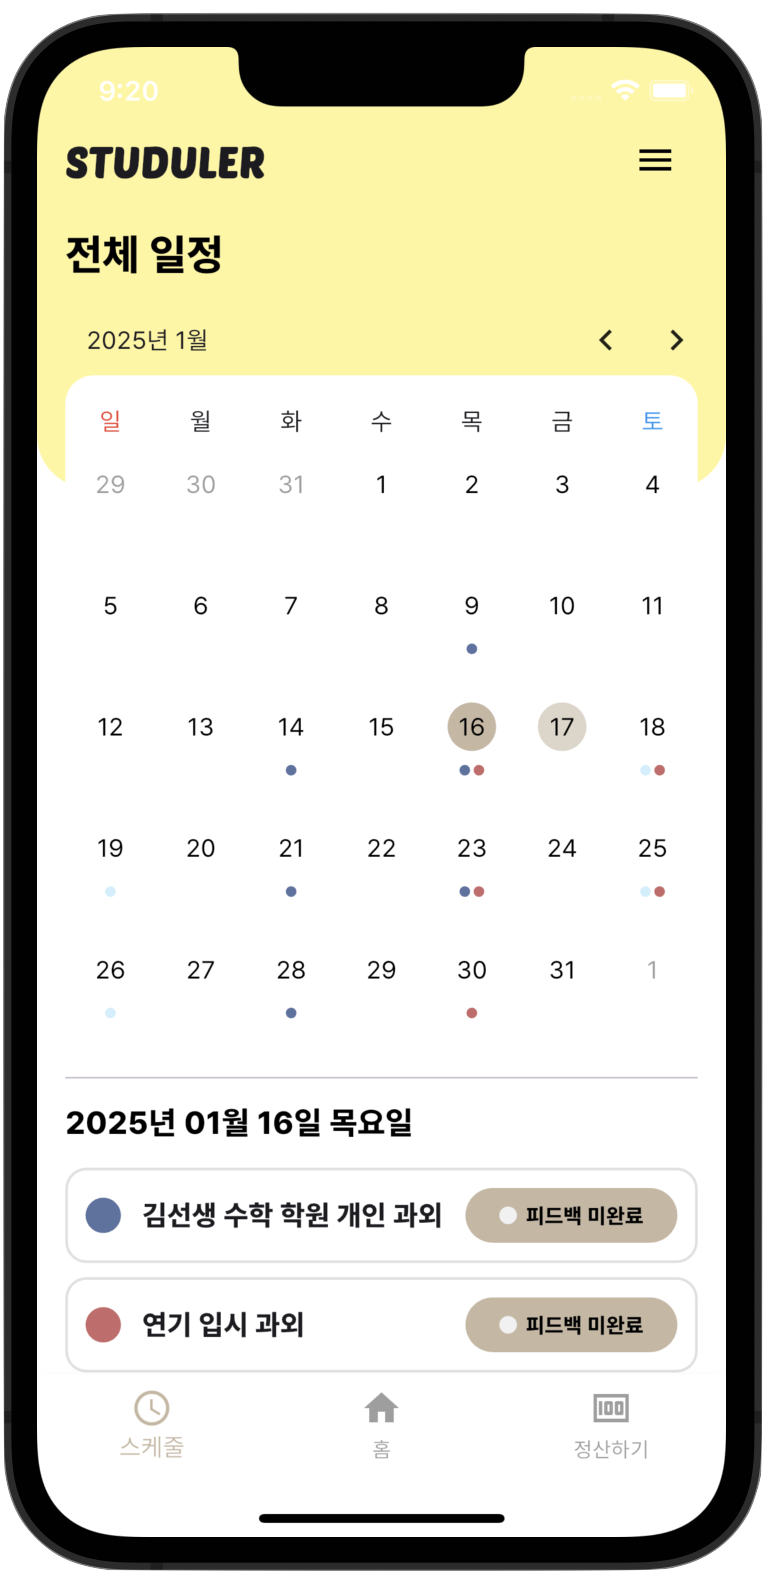 9:20
STUDULER
전체 일정
2025년 1월
일 월 화 수 목 금 토
29 30 31 1 2 3 4
5 6 7 8 9 10 11
12 13 14 15 16 17 18
19 20 21 22 23 24 25
26 27 28 29 30 31 1
2025년 01월 16일 목요일
김선생 수학 학원 개인 과외 피드백 미완료
연기 입시 과외 피드백 미완료
100
스케줄 홈 정산하기